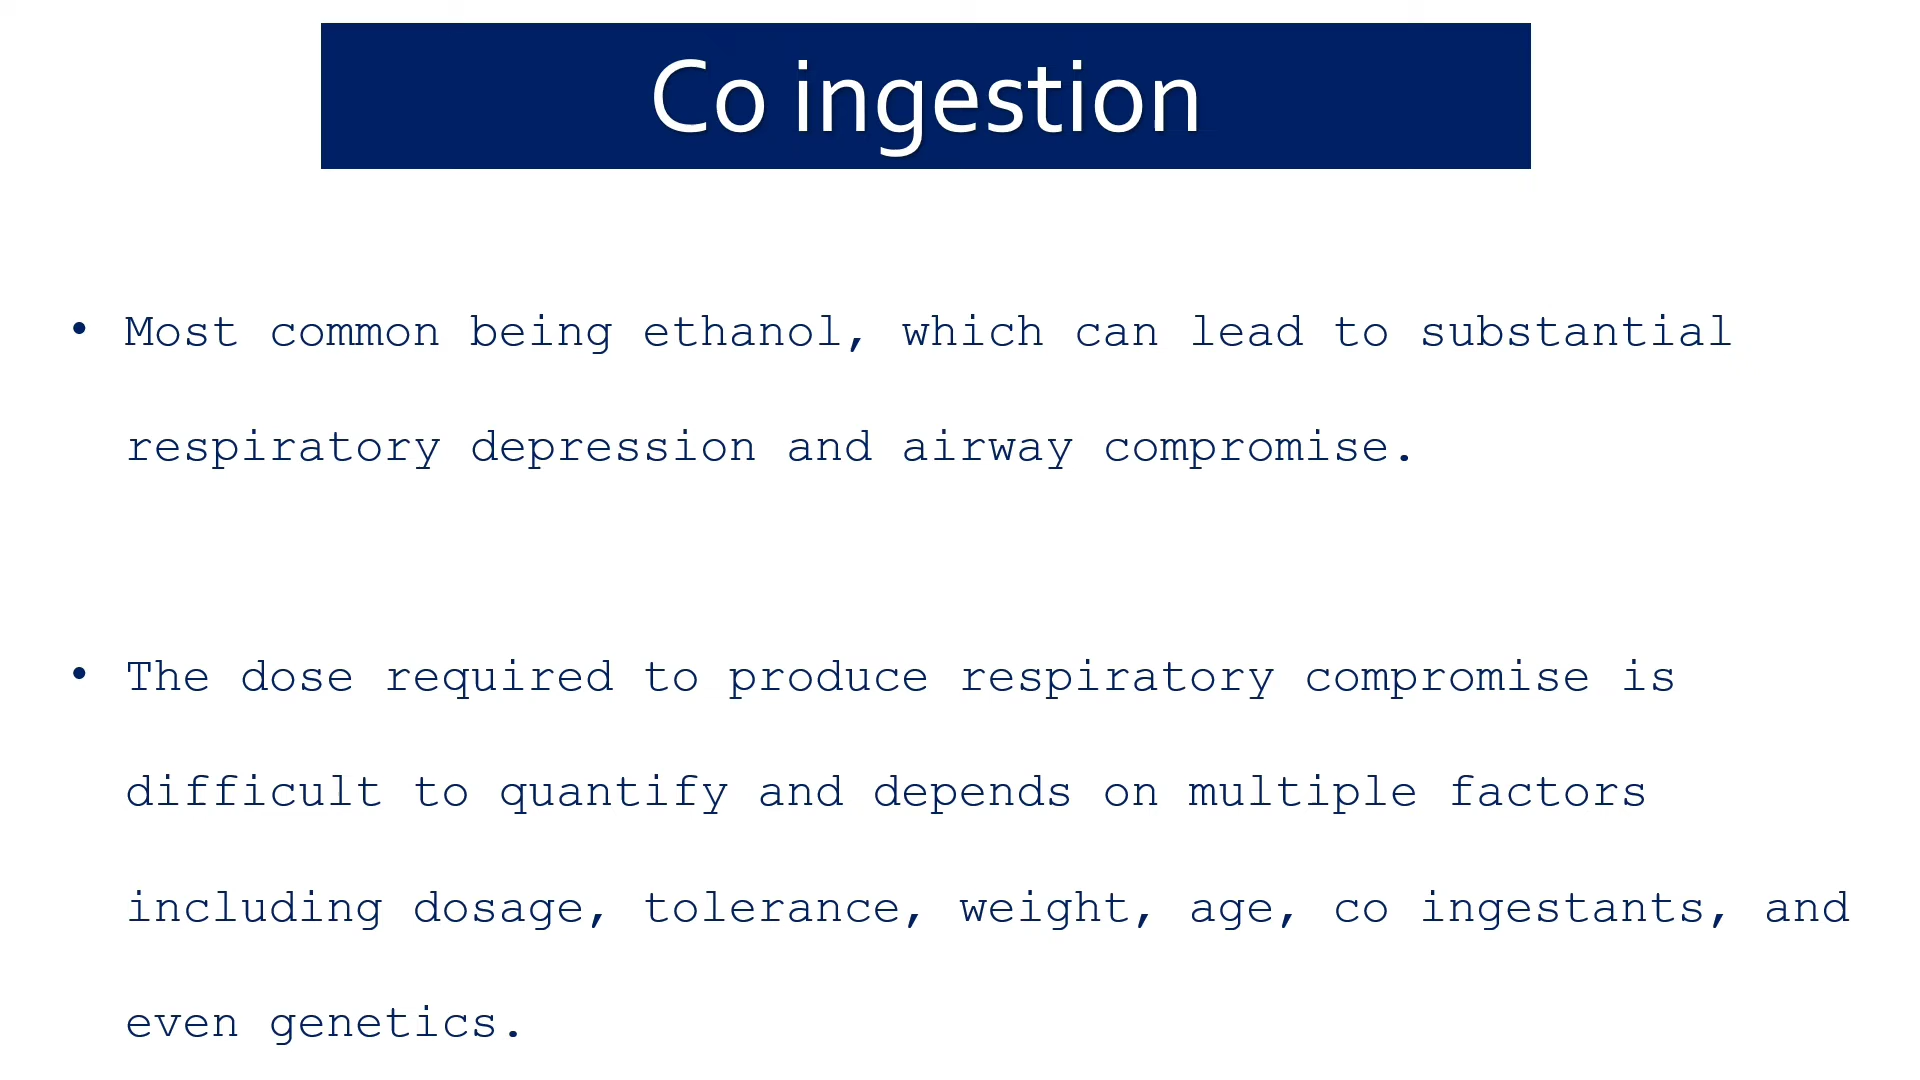 Co ingestion
• Most common being ethanol, which can lead to substantial
respiratory depression and airway compromise.
• The dose required to produce respiratory compromise is
difficult to quantify and depends on multiple factors
including dosage, tolerance, weight, age, co ingestants, and
even genetics.